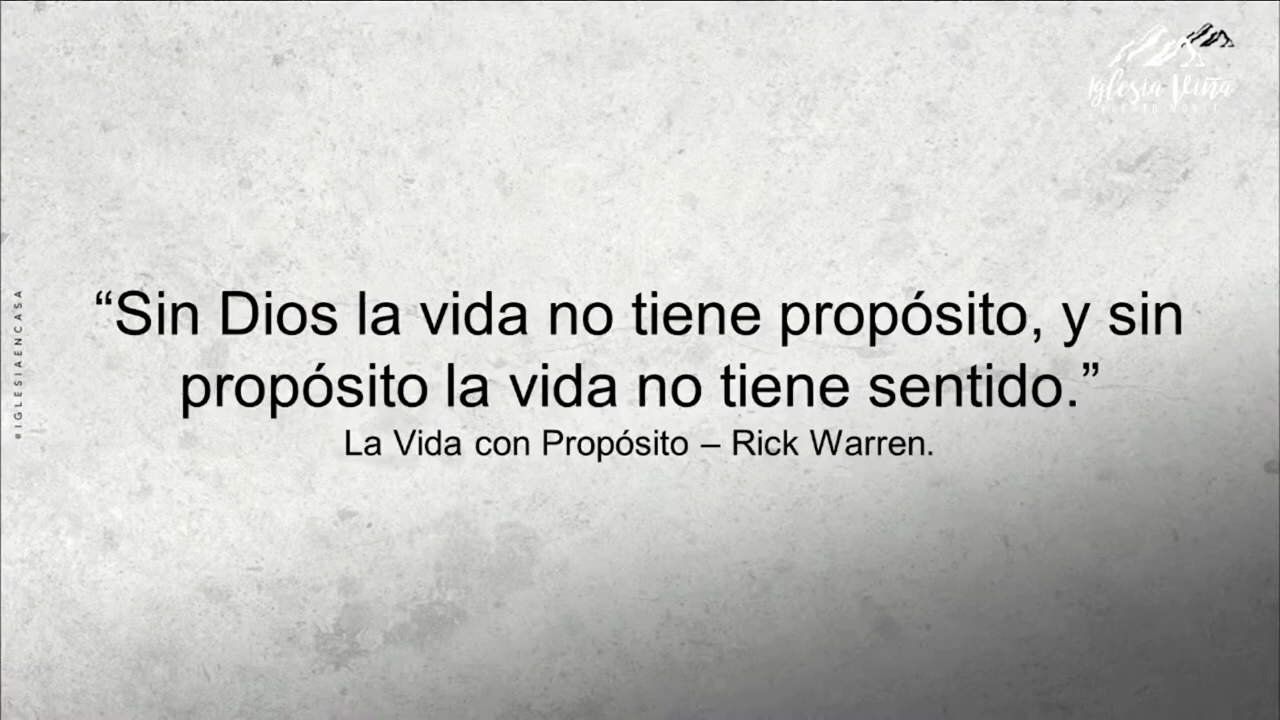 Iglesia Viña
#IGLESIAENCASA
“Sin Dios la vida no tiene propósito, y sin
propósito la vida no tiene sentido.”
La Vida con Propósito – Rick Warren.